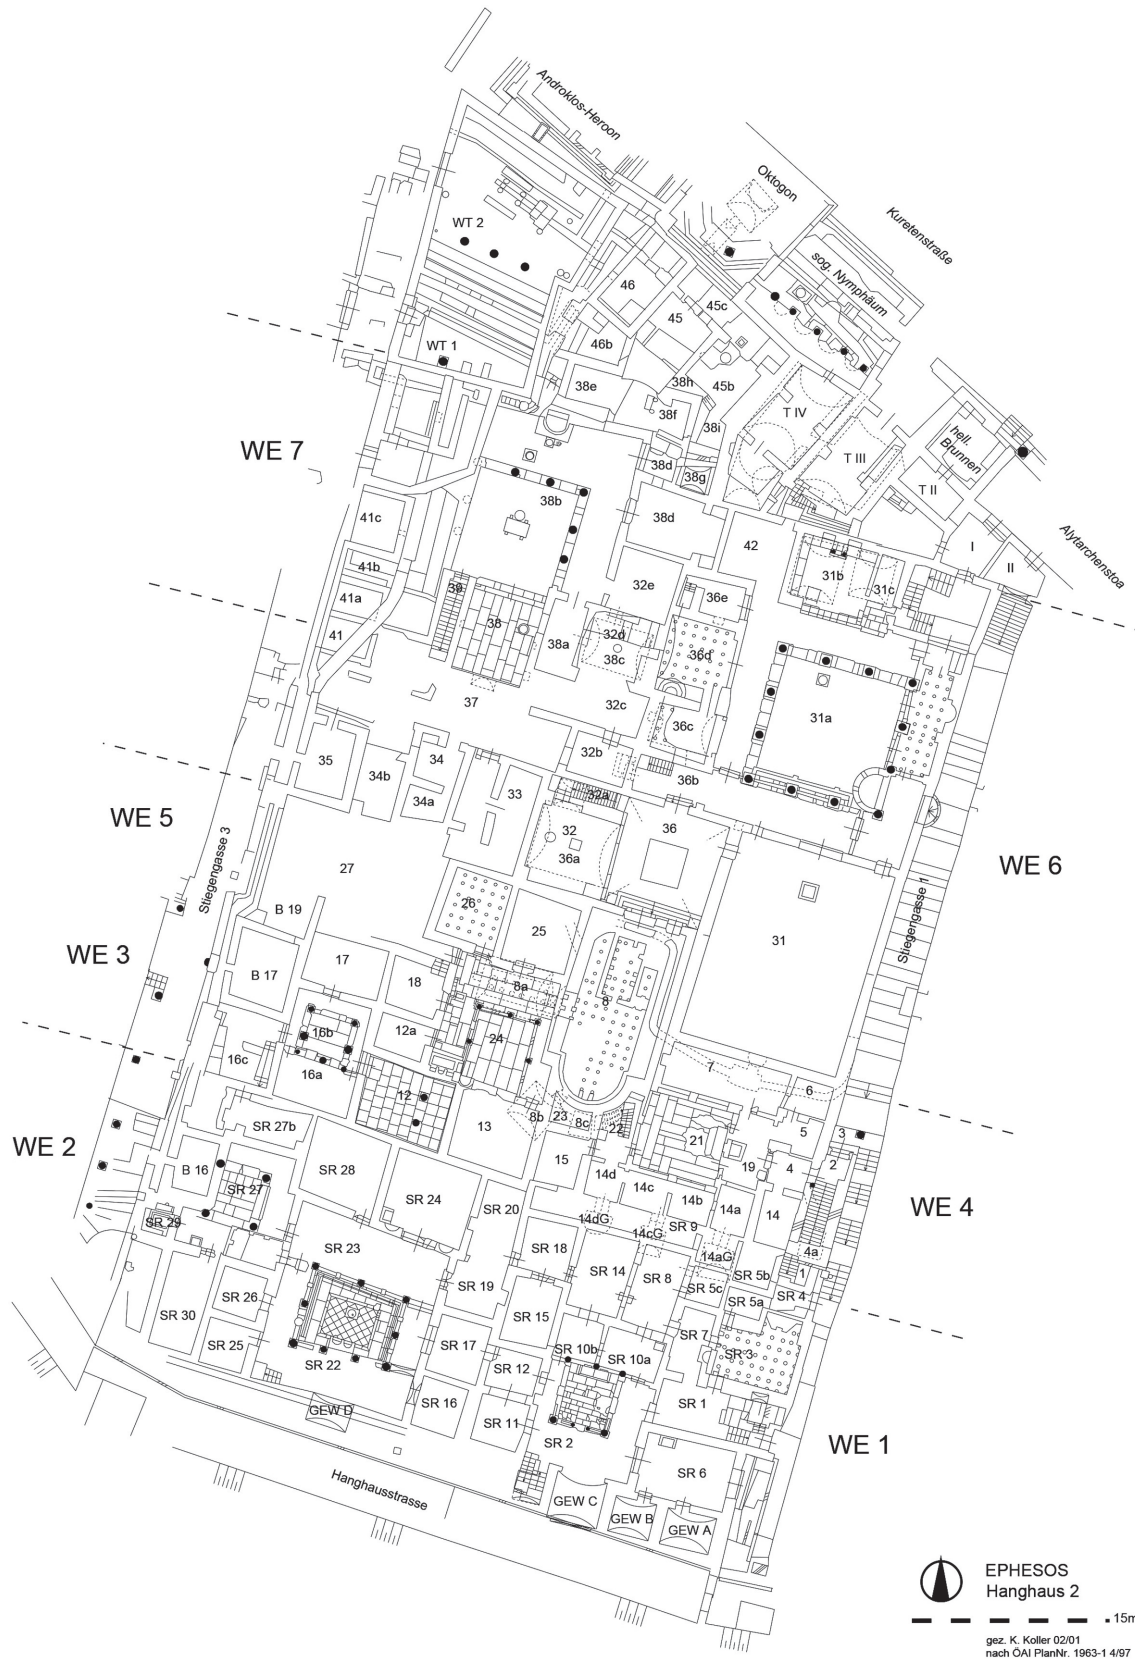 Androklos-Heroon
Oktogon
Kuretenstraße
WT 2
sog. Nymphäum
46
45c
45
WT 1
46b
38h
45b
38e
T IV
38f
38i
hell.
Brunnen
WE 7
T III
38d
38g
T II
38b
41c
38d
42
I
Alytarchenstoa
II
41b
31b
31c
32e
39
36e
41a
38
32d
41
38a
38c
36d
37
32c
36c
31a
35
34
32b
34b
36b
33
32a
34a
WE 5
32
36
36a
Stiegengasse 3
27
WE 6
26
B 19
25
31
Stiegengasse 1
WE 3
17
B 17
18
8a
8
16b
12a
24
16c
16a
7
12
6
8b
23
8c
22
SR 27b
13
21
5
3
WE 2
15
19
4
2
B 16
SR 28
14d
SR 27
SR 24
14c
14b
SR 20
14a
14
WE 4
SR 29
14dG
SR 9
14cG
SR 23
SR 18
14aG
4a
SR 14
SR 8
SR 5b
1
SR 19
SR 5c
SR 4
SR 26
SR 5a
SR 30
SR 15
SR 7
SR 25
SR 17
SR 10b
SR 10a
SR 3
SR 22
SR 12
SR 16
SR 1
GEW D
SR 11
SR 2
WE 1
SR 6
Hanghausstrasse
GEW C
GEW B
GEW A
EPHESOS
Hanghaus 2
15m
gez. K. Koller 02/01
nach ÖAI PlanNr. 1963-1 4/97